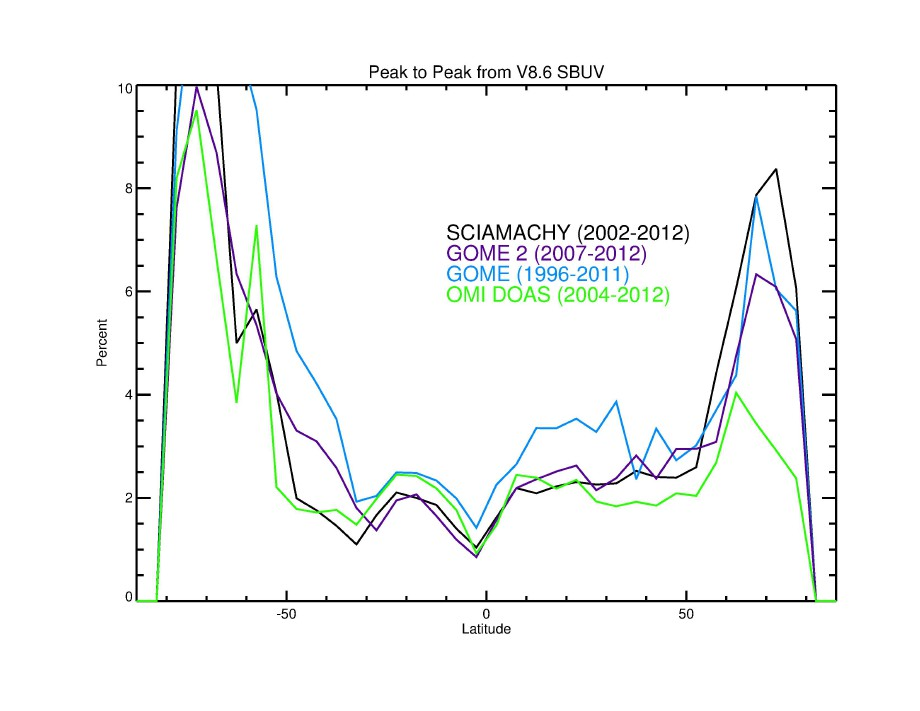 Peak to Peak from V8.6 SBUV
10
8
6
4
2
0
Percent
SCIAMACHY (2002-2012)
GOME 2 (2007-2012)
GOME (1996-2011)
OMI DOAS (2004-2012)
-50 0 50
Latitude